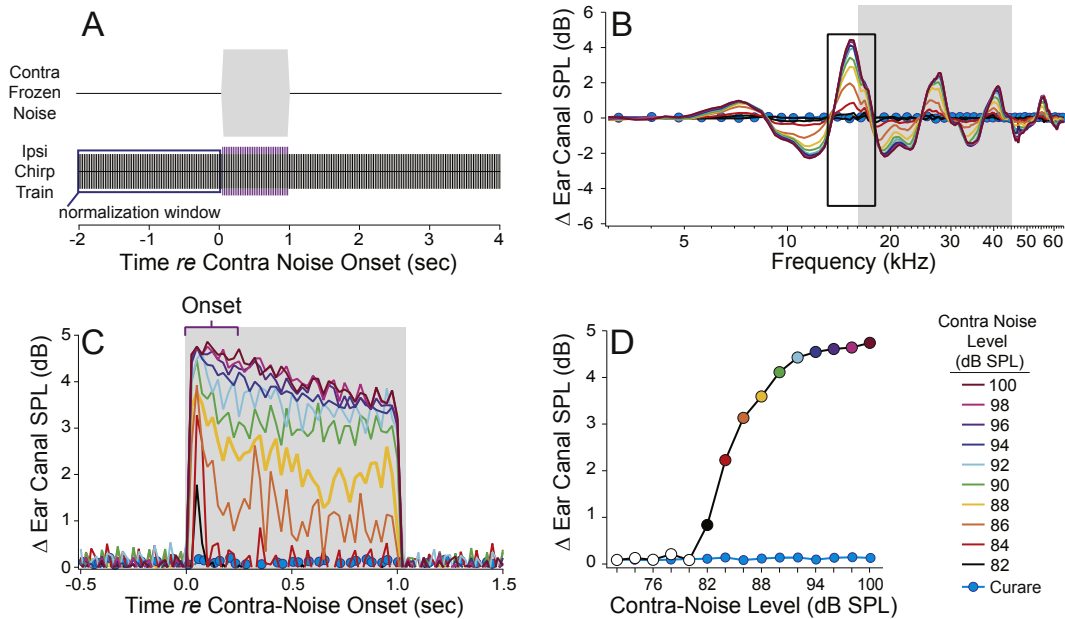 A
Contra
Frozen
Noise
Ipsi
Chirp
Train
normalization window
-2 -1 0 1 2 3 4
Time re Contra Noise Onset (sec)
B
Δ Ear Canal SPL (dB)
6
4
2
0
-2
-4
-6
5 10 20 30 40 50 60
Frequency (kHz)
C
Onset
Δ Ear Canal SPL (dB)
5
4
3
2
1
0
-0.5 0.0 0.5 1.0 1.5
Time re Contra-Noise Onset (sec)
D
Δ Ear Canal SPL (dB)
5
4
3
2
1
0
76 82 88 94 100
Contra-Noise Level (dB SPL)
Contra Noise
Level
(dB SPL)
100
98
96
94
92
90
88
86
84
82
Curare